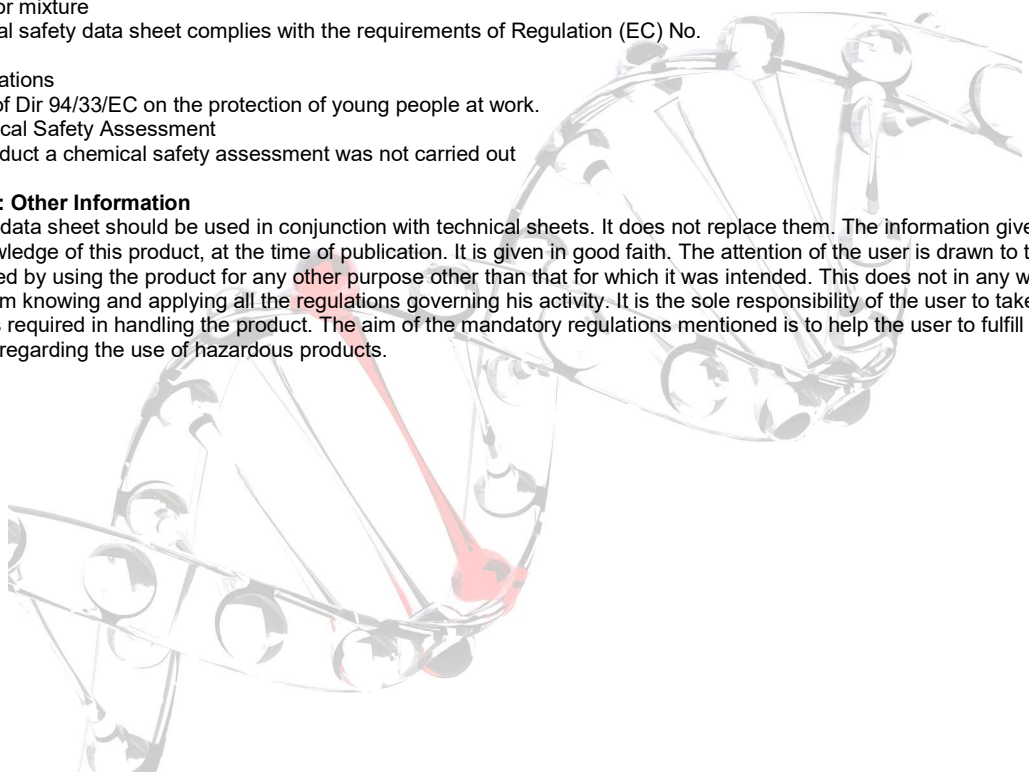 or mixture
al safety data sheet complies with the requirements of Regulation (EC) No.
ations
of Dir 94/33/EC on the protection of young people at work.
cal Safety Assessment
duct a chemical safety assessment was not carried out
: Other Information
data sheet should be used in conjunction with technical sheets. It does not replace them. The information give
wledge of this product, at the time of publication. It is given in good faith. The attention of the user is drawn to t
ed by using the product for any other purpose other than that for which it was intended. This does not in any w
m knowing and applying all the regulations governing his activity. It is the sole responsibility of the user to take
s required in handling the product. The aim of the mandatory regulations mentioned is to help the user to fulfill
regarding the use of hazardous products.